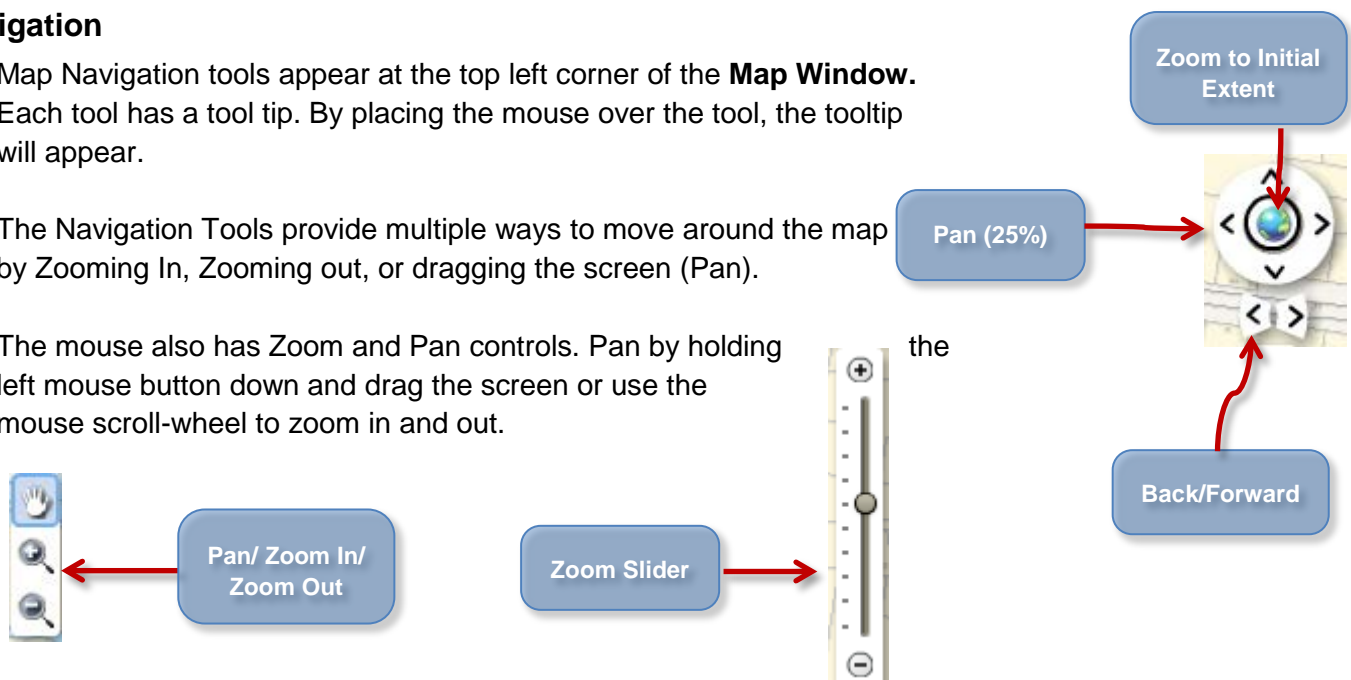 igation
Map Navigation tools appear at the top left corner of the Map Window.
Each tool has a tool tip. By placing the mouse over the tool, the tooltip
will appear.
The Navigation Tools provide multiple ways to move around the map
by Zooming In, Zooming out, or dragging the screen (Pan).
The mouse also has Zoom and Pan controls. Pan by holding the
left mouse button down and drag the screen or use the
mouse scroll-wheel to zoom in and out.
Zoom to Initial
Extent
Pan (25%)
Back/Forward
Pan/ Zoom In/
Zoom Out
Zoom Slider